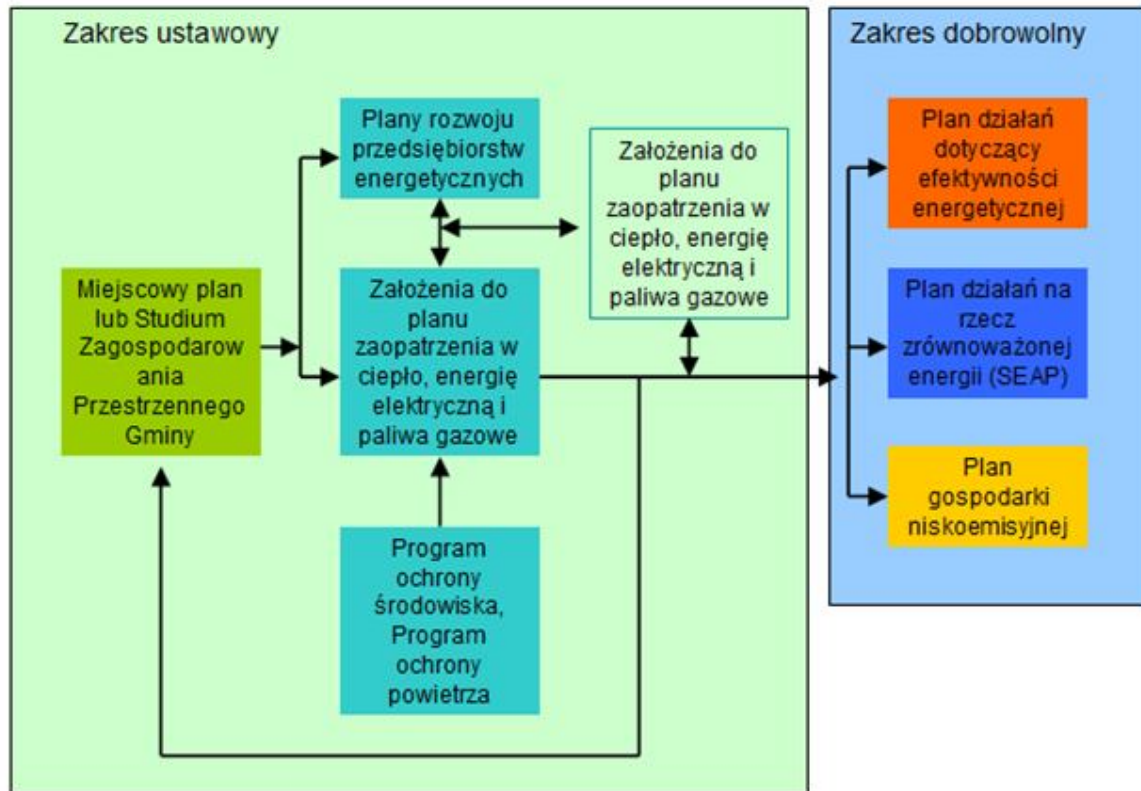 Zakres ustawowy
Plany rozwoju
przedsiębiorstw
energetycznych
Założenia do
planu
zaopatrzenia w
ciepło, energię
elektryczną i
paliwa gazowe
Miejscowy plan
lub Studium
Zagospodarow
ania
Przestrzennego
Gminy
Założenia do
planu
zaopatrzenia w
ciepło, energię
elektryczną i
paliwa gazowe
Program
ochrony
środowiska,
Program
ochrony
powietrza
Zakres dobrowolny
Plan działań
dotyczący
efektywności
energetycznej
Plan działań na
rzecz
zrównoważonej
energii (SEAP)
Plan
gospodarki
niskoemisyjnej